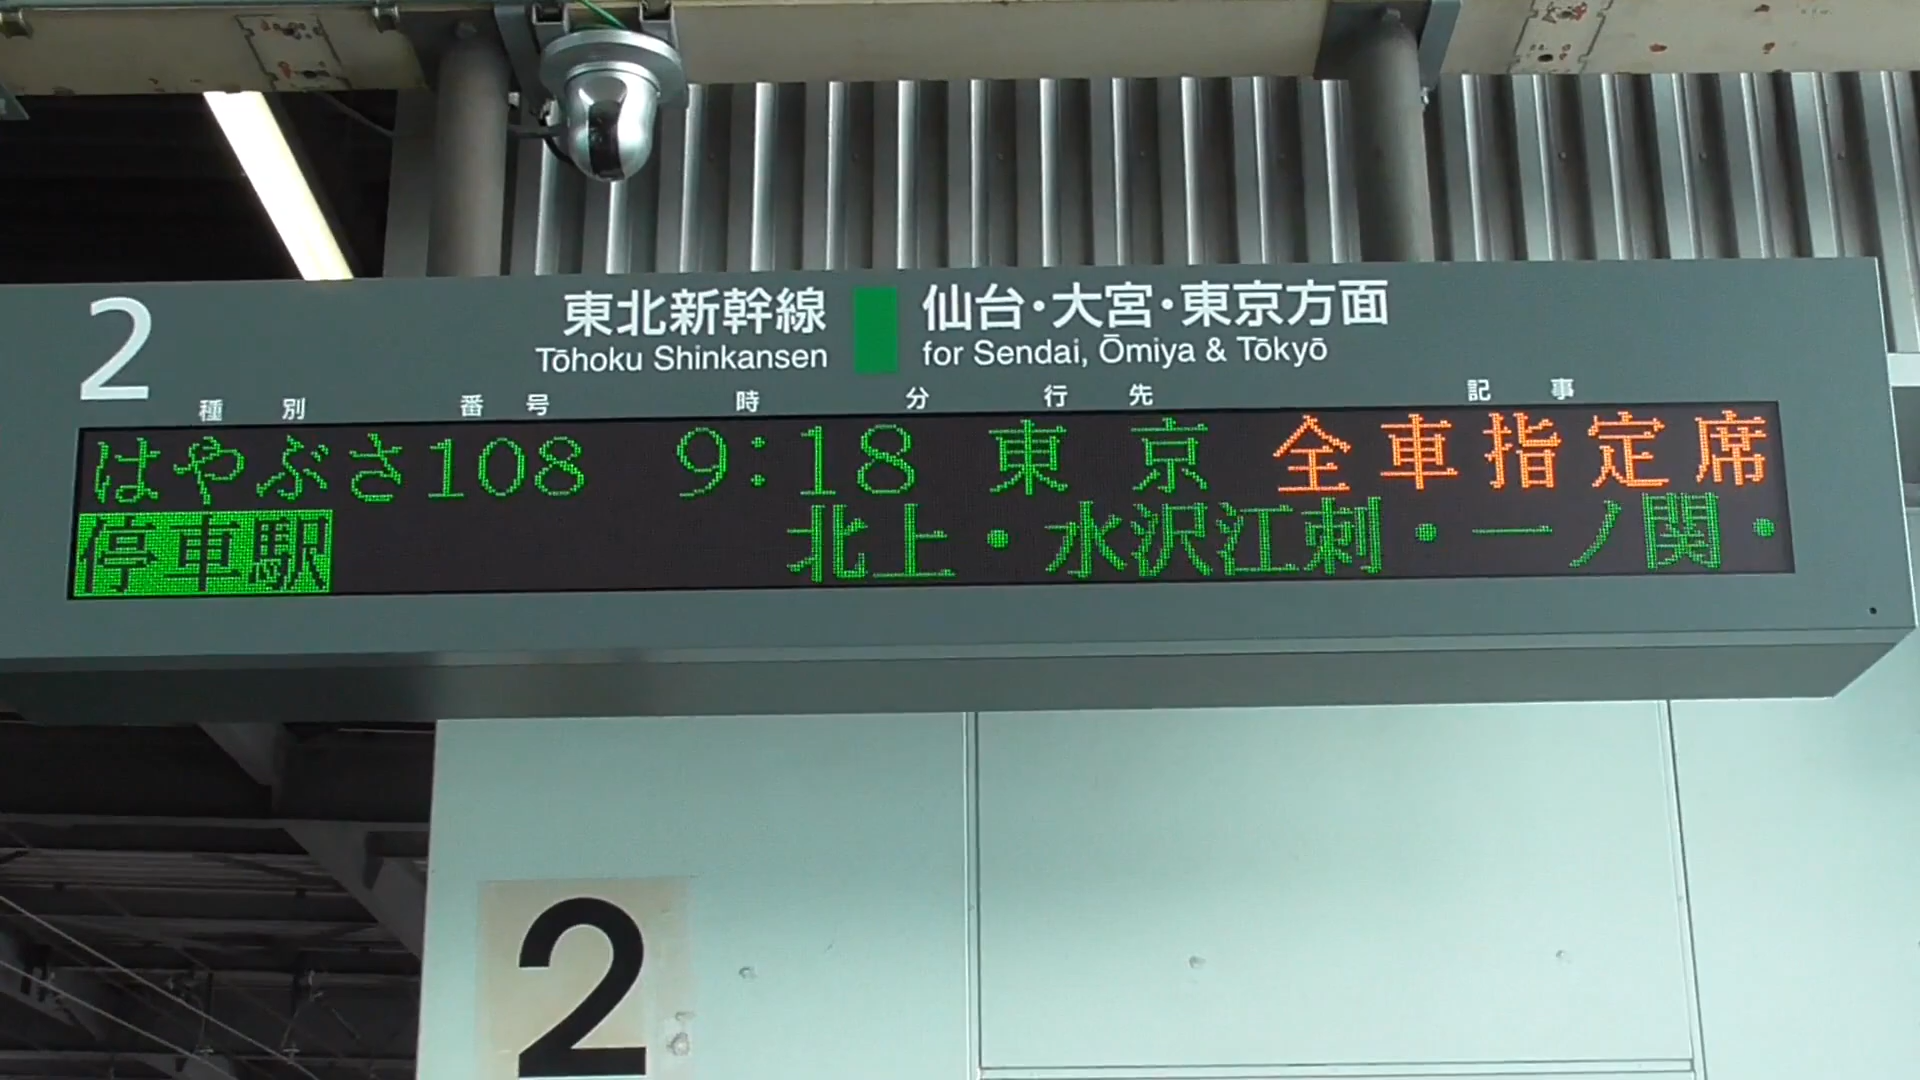 2
東北新幹線 仙台・大宮・東京方面
Tōhoku Shinkansen for Sendai, Ōmiya & Tōkyō
種別 番号 時 分 行先 記事
はやぶさ108 9:18 東京 全車指定席
停車駅 北上・水沢江刺・一ノ関・
2